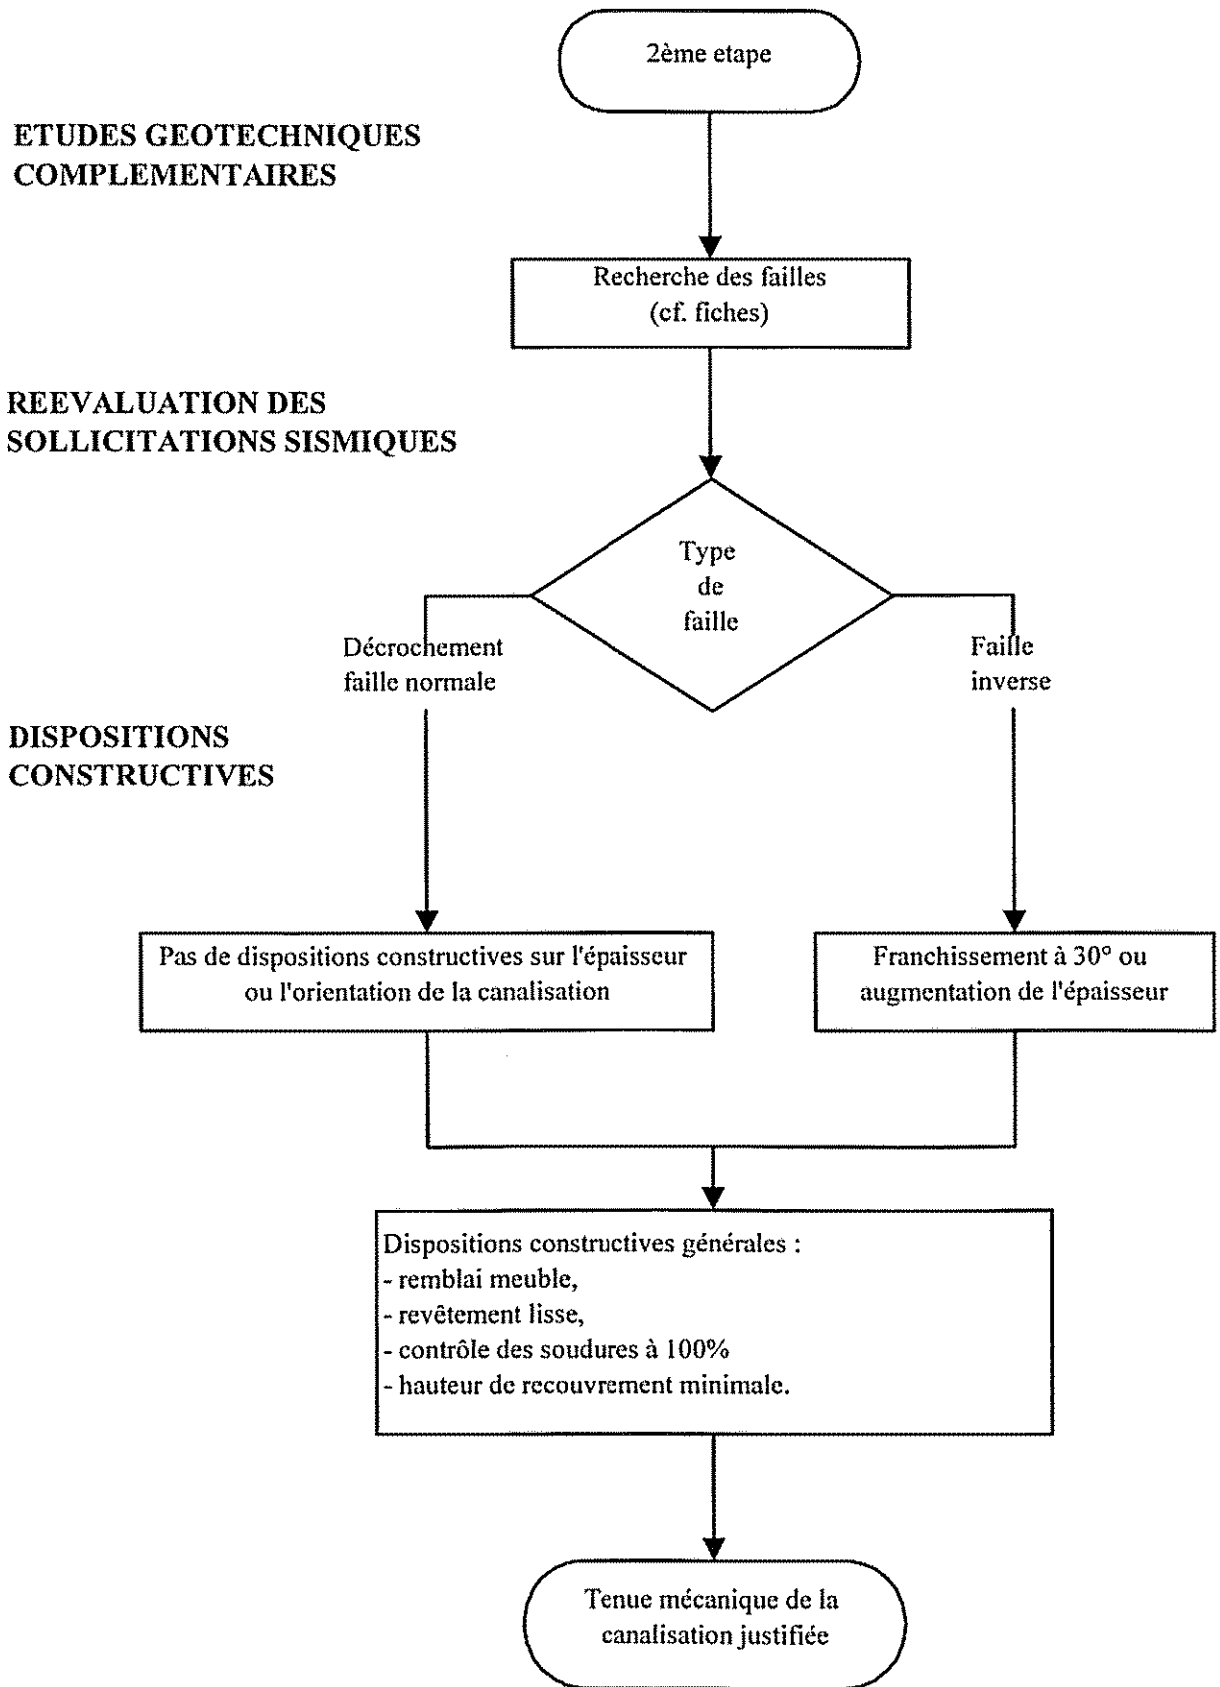 2ème etape
ETUDES GEOTECHNIQUES
COMPLEMENTAIRES
Recherche des failles
(cf. fiches)
REEVALUATION DES
SOLLICITATIONS SISMIQUES
Type
de
faille
Décrochement
faille normale
Faille
inverse
DISPOSITIONS
CONSTRUCTIVES
Pas de dispositions constructives sur l'épaisseur
ou l'orientation de la canalisation
Franchissement à 30° ou
augmentation de l'épaisseur
Dispositions constructives générales :
- remblai meuble,
- revêtement lisse,
- contrôle des soudures à 100%
- hauteur de recouvrement minimale.
Tenue mécanique de la
canalisation justifiée